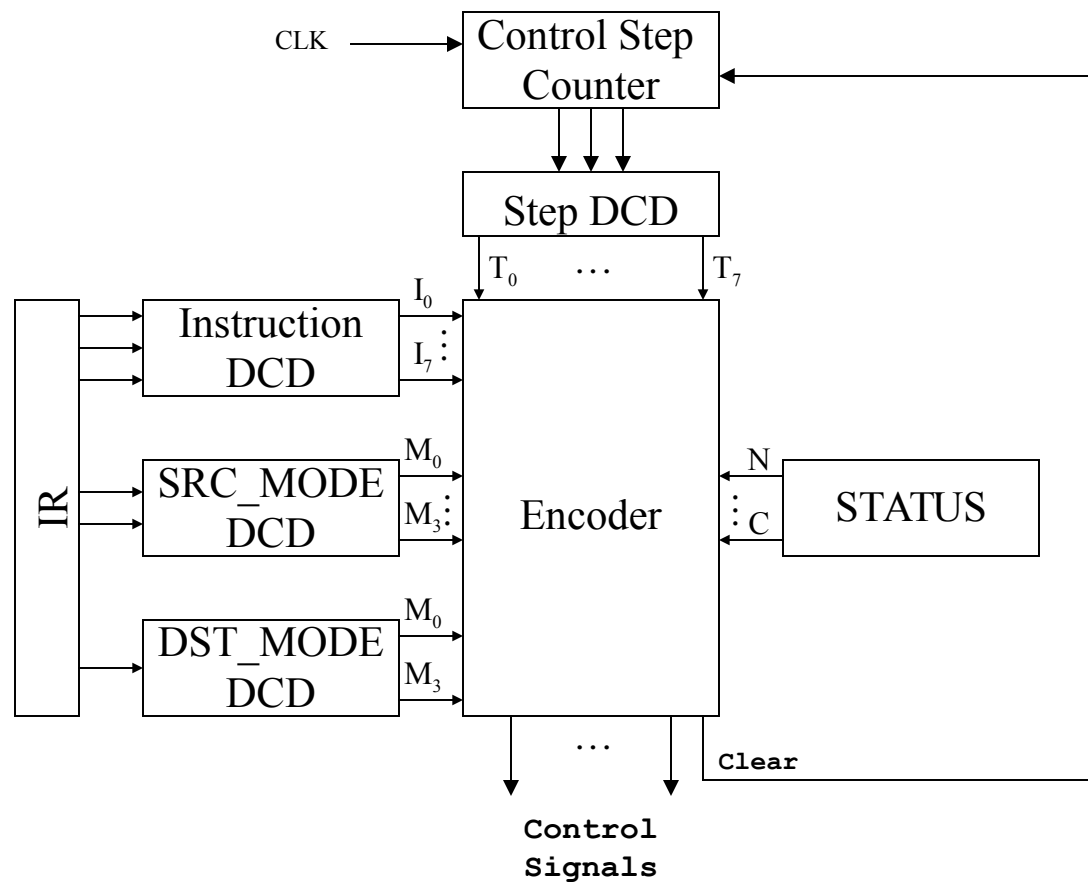 CLK
Control Step
Counter
Step DCD
T₀
…
T₇
IR
Instruction
DCD
I₀
⋮
I₇
SRC_MODE
DCD
M₀
⋮
M₃
DST_MODE
DCD
M₀
M₃
Encoder
N
⋮
C
STATUS
…
Clear
Control
Signals